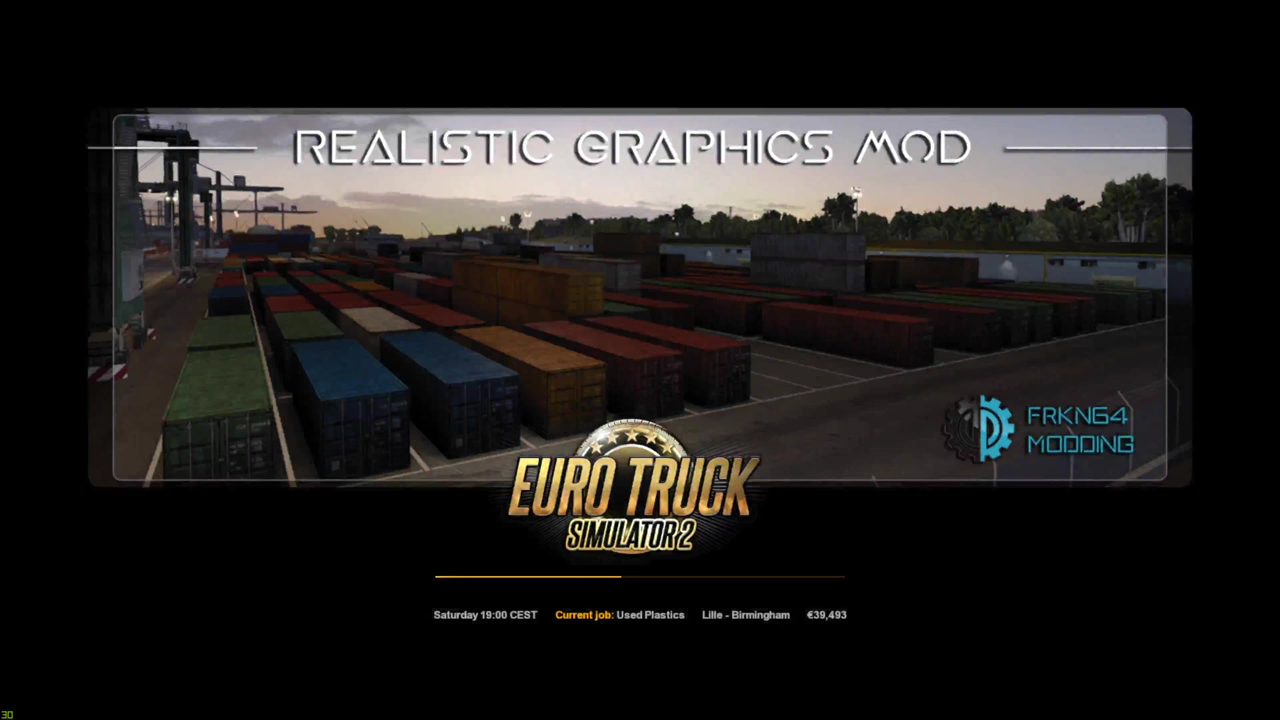 REALISTIC GRAPHICS MOD
FRKN64
MODDING
EURO TRUCK
SIMULATOR 2
Saturday 19:00 CEST Current job: Used Plastics Lille - Birmingham €39,493
30